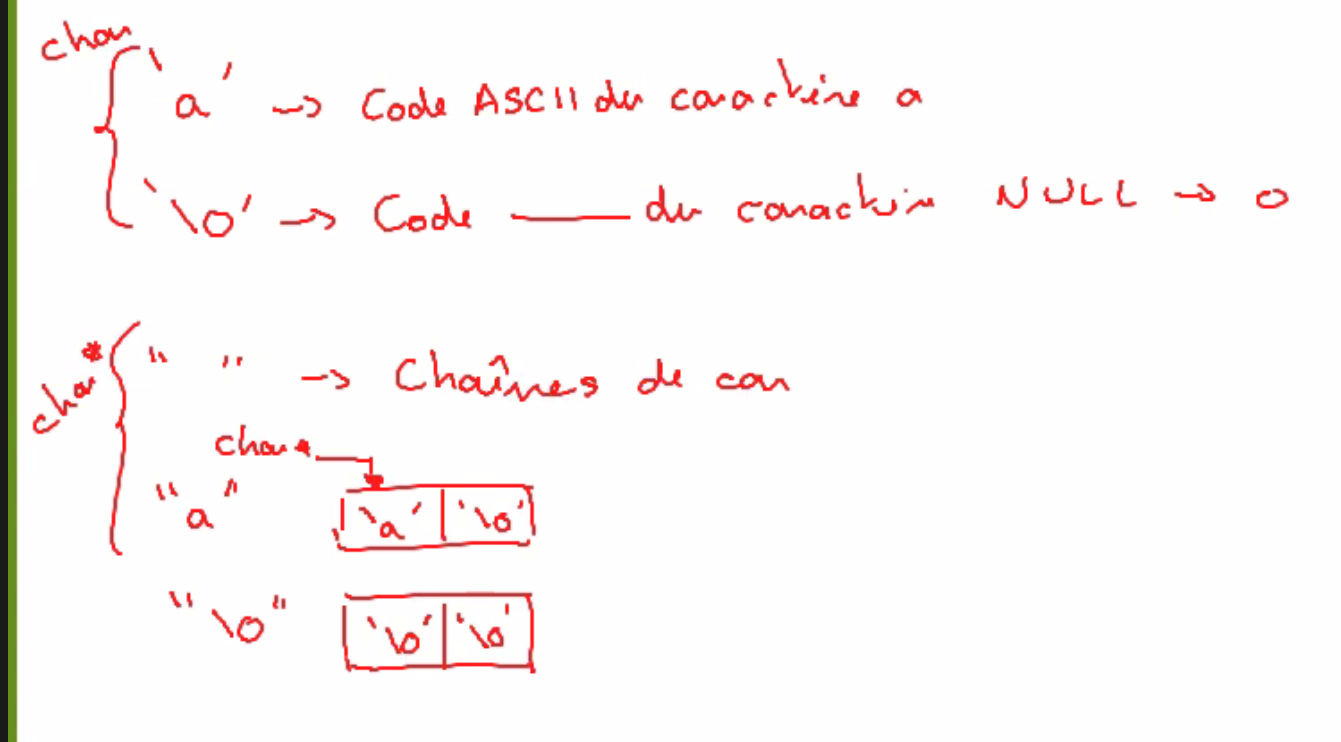 char
'a' → Code ASCII du caractère a
'\0' → Code —— du caractère NULL → 0
char*
" " → Chaînes de car
char*
"a" 'a' '\0'
"\0" '\0' '\0'